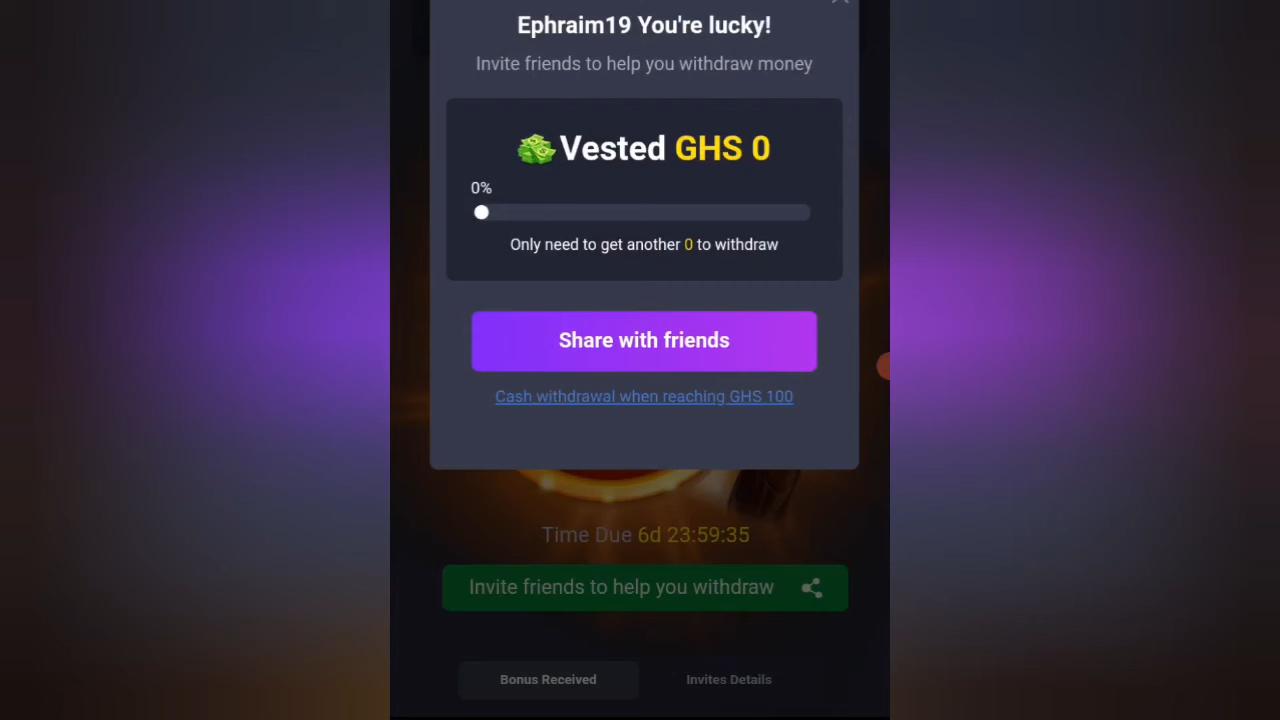 Ephraim19 You're lucky!
Invite friends to help you withdraw money
Vested GHS 0
0%
Only need to get another 0 to withdraw
Share with friends
Cash withdrawal when reaching GHS 100
Time Due 6d 23:59:35
Invite friends to help you withdraw
Bonus Received
Invites Details